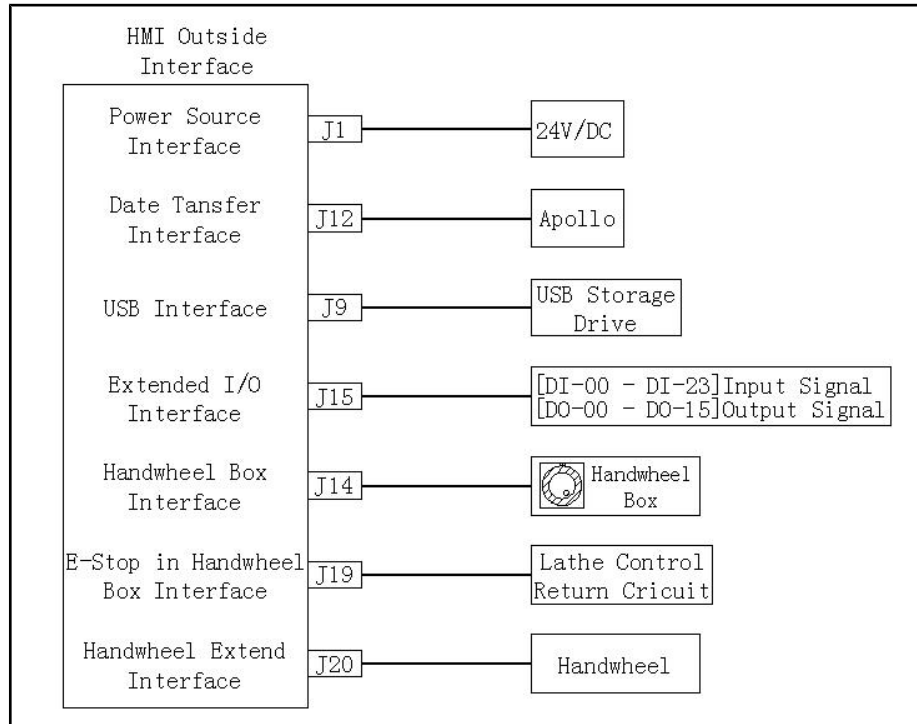 HMI Outside
Interface
Power Source
Interface
J1
24V/DC
Date Tansfer
Interface
J12
Apollo
USB Interface
J9
USB Storage
Drive
Extended I/O
Interface
J15
[DI-00 - DI-23]Input Signal
[DO-00 - DO-15]Output Signal
Handwheel Box
Interface
J14
Handwheel
Box
E-Stop in Handwheel
Box Interface
J19
Lathe Control
Return Cricuit
Handwheel Extend
Interface
J20
Handwheel